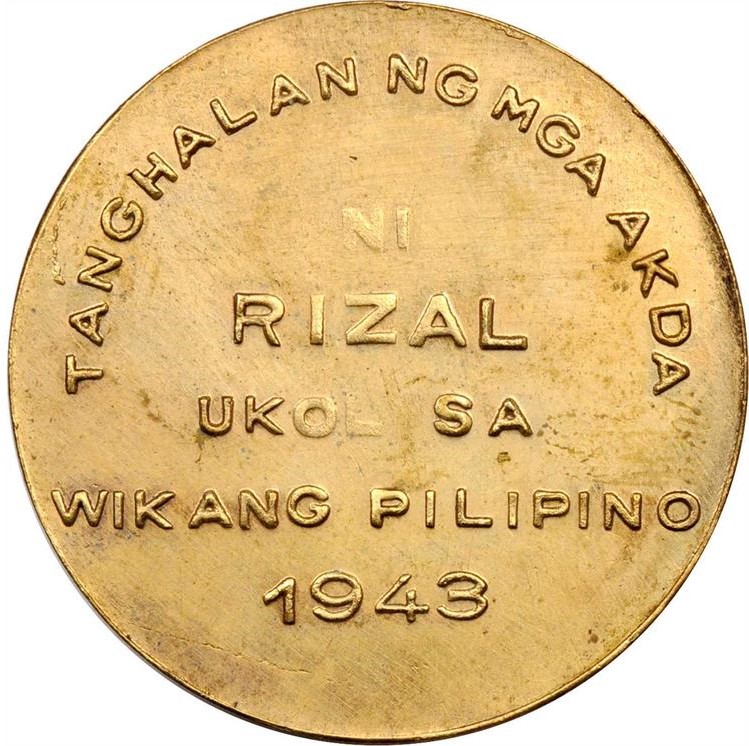 TANGHALAN NG MGA AKDA
NI
RIZAL
UKOL SA
WIKANG PILIPINO
1943